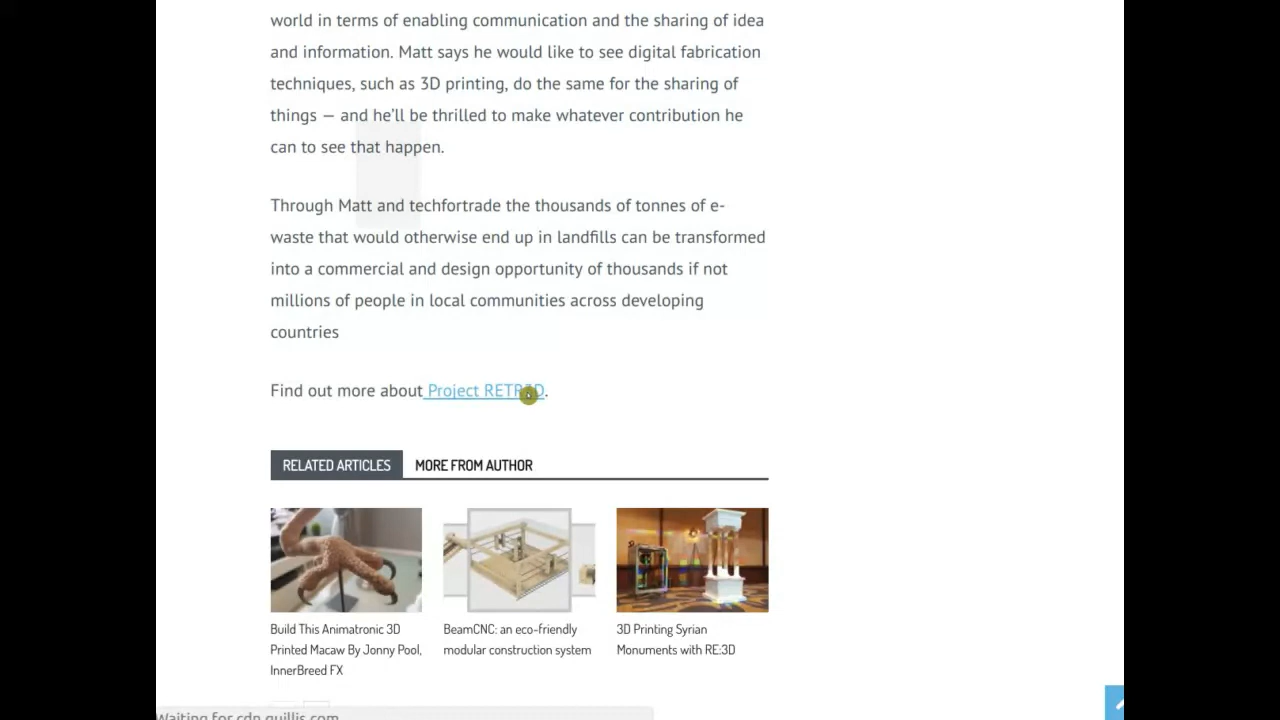 world in terms of enabling communication and the sharing of idea
and information. Matt says he would like to see digital fabrication
techniques, such as 3D printing, do the same for the sharing of
things — and he'll be thrilled to make whatever contribution he
can to see that happen.
Through Matt and techfortrade the thousands of tonnes of e-
waste that would otherwise end up in landfills can be transformed
into a commercial and design opportunity of thousands if not
millions of people in local communities across developing
countries
Find out more about Project RETR3D.
RELATED ARTICLES MORE FROM AUTHOR
Build This Animatronic 3D
Printed Macaw By Jonny Pool,
InnerBreed FX
BeamCNC: an eco-friendly
modular construction system
3D Printing Syrian
Monuments with RE:3D
Waiting for cdn.quillis.com